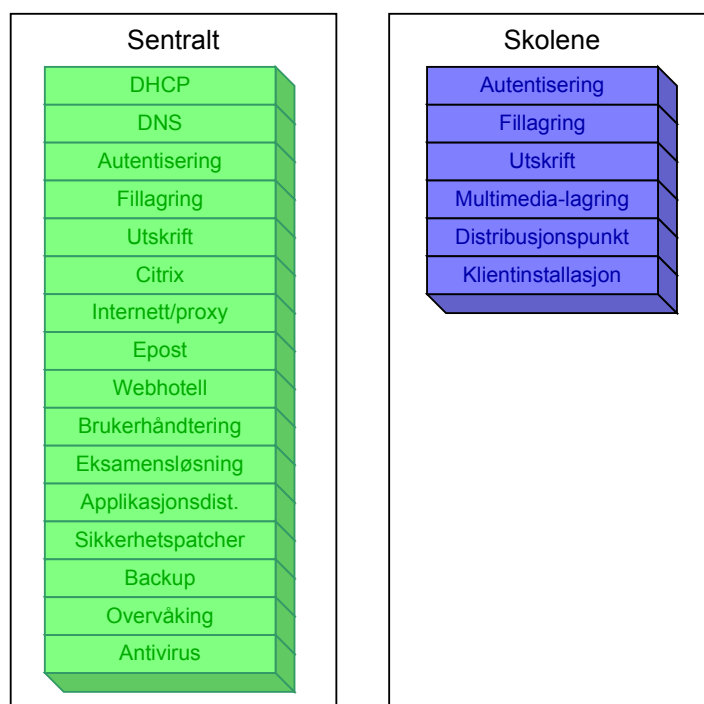 Sentralt
DHCP
DNS
Autentisering
Fillagring
Utskrift
Citrix
Internett/proxy
Epost
Webhotell
Brukerhåndtering
Eksamensløsning
Applikasjonsdist.
Sikkerhetspatcher
Backup
Overvåking
Antivirus
Skolene
Autentisering
Fillagring
Utskrift
Multimedia-lagring
Distribusjonspunkt
Klientinstallasjon